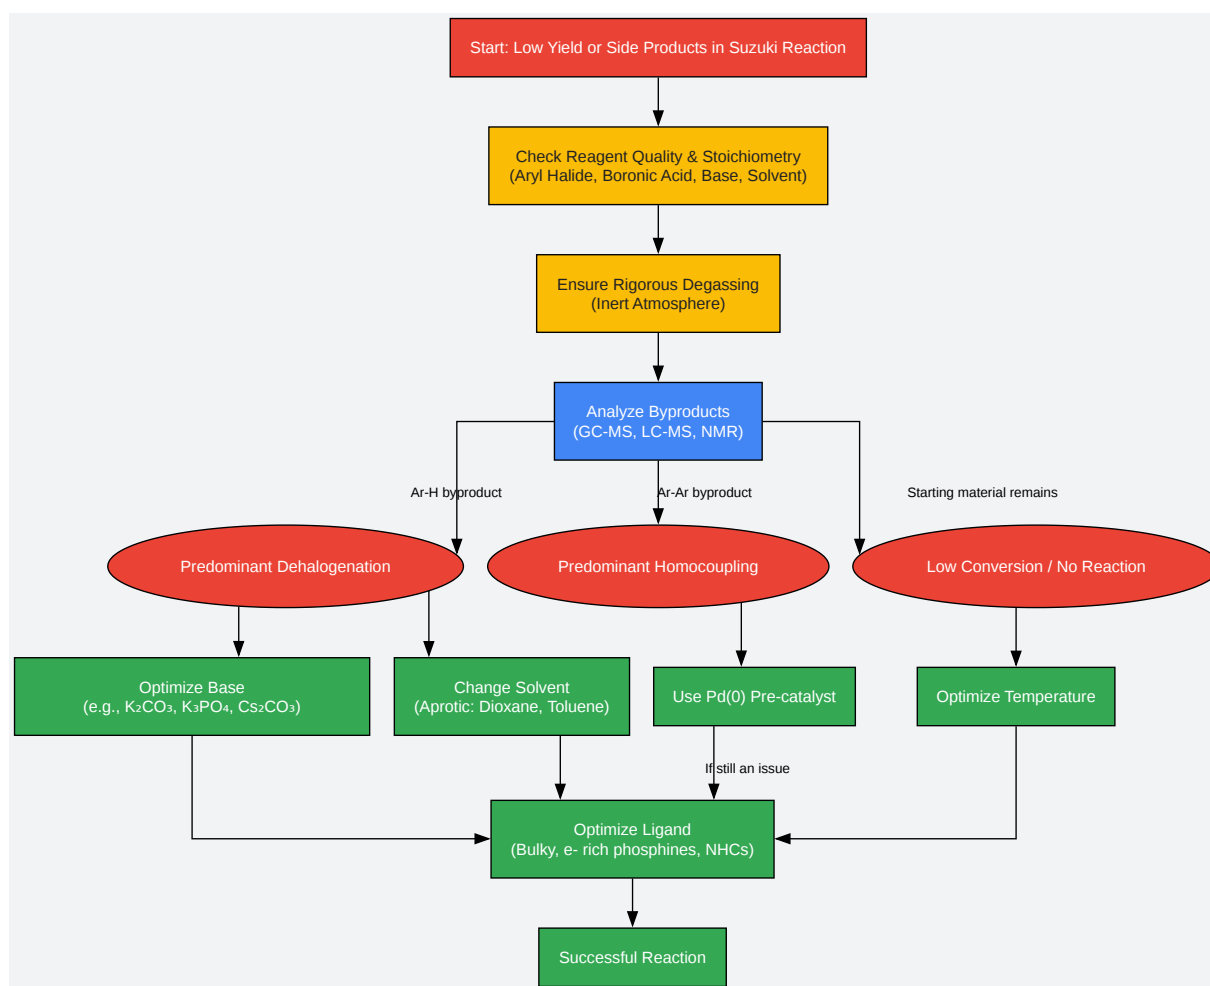 Start: Low Yield or Side Products in Suzuki Reaction
Check Reagent Quality & Stoichiometry
(Aryl Halide, Boronic Acid, Base, Solvent)
Ensure Rigorous Degassing
(Inert Atmosphere)
Analyze Byproducts
(GC-MS, LC-MS, NMR)
Ar-H byproduct
Ar-Ar byproduct
Starting material remains
Predominant Dehalogenation
Predominant Homocoupling
Low Conversion / No Reaction
Optimize Base
(e.g., K₂CO₃, K₃PO₄, Cs₂CO₃)
Change Solvent
(Aprotic: Dioxane, Toluene)
Use Pd(0) Pre-catalyst
Optimize Temperature
If still an issue
Optimize Ligand
(Bulky, e- rich phosphines, NHCs)
Successful Reaction